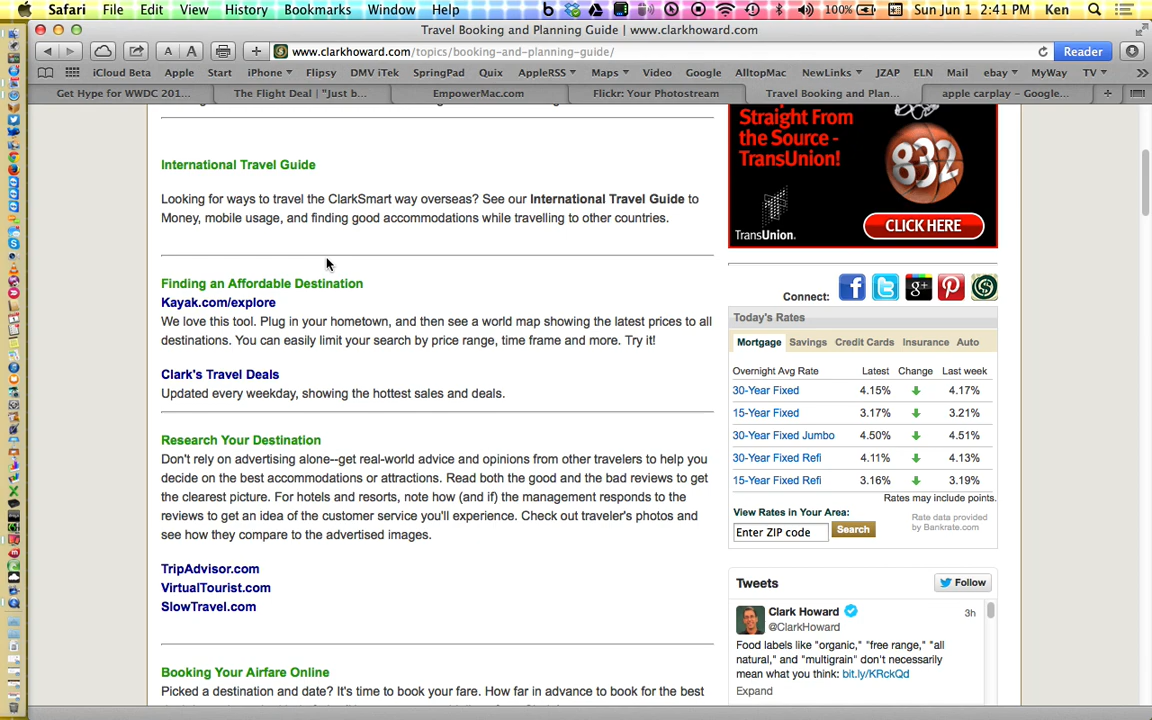 Safari File Edit View History Bookmarks Window Help 100% Sun Jun 1 2:41 PM Ken
Travel Booking and Planning Guide | www.clarkhoward.com
A A www.clarkhoward.com/topics/booking-and-planning-guide/ Reader
iCloud Beta Apple Start iPhone Flipsy DMV iTek SpringPad Quix AppleRSS Maps Video Google AlltopMac NewLinks JZAP ELN Mail ebay MyWay TV
Get Hype for WWDC 201... The Flight Deal | "Just b... EmpowerMac.com Flickr: Your Photostream Travel Booking and Plan... apple carplay – Google...
International Travel Guide
Looking for ways to travel the ClarkSmart way overseas? See our International Travel Guide to
Money, mobile usage, and finding good accommodations while travelling to other countries.
Finding an Affordable Destination
Kayak.com/explore
We love this tool. Plug in your hometown, and then see a world map showing the latest prices to all
destinations. You can easily limit your search by price range, time frame and more. Try it!
Clark's Travel Deals
Updated every weekday, showing the hottest sales and deals.
Research Your Destination
Don't rely on advertising alone--get real-world advice and opinions from other travelers to help you
decide on the best accommodations or attractions. Read both the good and the bad reviews to get
the clearest picture. For hotels and resorts, note how (and if) the management responds to the
reviews to get an idea of the customer service you'll experience. Check out traveler's photos and
see how they compare to the advertised images.
TripAdvisor.com
VirtualTourist.com
SlowTravel.com
Booking Your Airfare Online
Picked a destination and date? It's time to book your fare. How far in advance to book for the best
Straight From
the Source -
TransUnion!
832
TransUnion.
CLICK HERE
Connect:
Today's Rates
Mortgage Savings Credit Cards Insurance Auto
Overnight Avg Rate Latest Change Last week
30-Year Fixed 4.15% 4.17%
15-Year Fixed 3.17% 3.21%
30-Year Fixed Jumbo 4.50% 4.51%
30-Year Fixed Refi 4.11% 4.13%
15-Year Fixed Refi 3.16% 3.19%
Rates may include points.
View Rates in Your Area:
Enter ZIP code Search
Rate data provided
by Bankrate.com
Tweets Follow
Clark Howard 3h
@ClarkHoward
Food labels like "organic," "free range," "all
natural," and "multigrain" don't necessarily
mean what you think: bit.ly/KRckQd
Expand